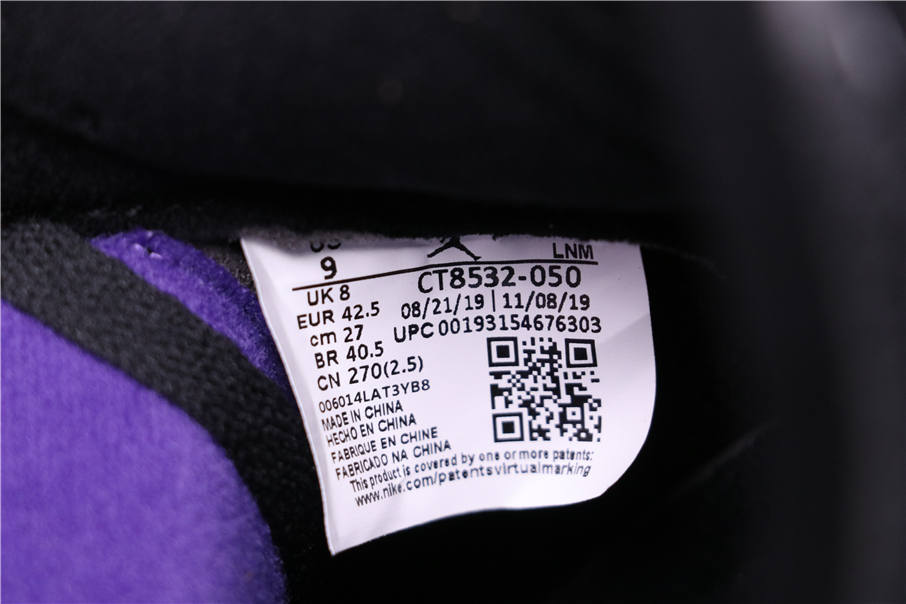 US
9
LNM
UK 8
CT8532-050
EUR 42.5
08/21/19 | 11/08/19
cm 27
UPC 00193154676303
BR 40.5
CN 270(2.5)
006014LAT3YB8
MADE IN CHINA
HECHO EN CHINA
FABRIQUE EN CHINE
FABRICADO NA CHINA
This product is covered by one or more patents:
www.nike.com/patentsvirtualmarking